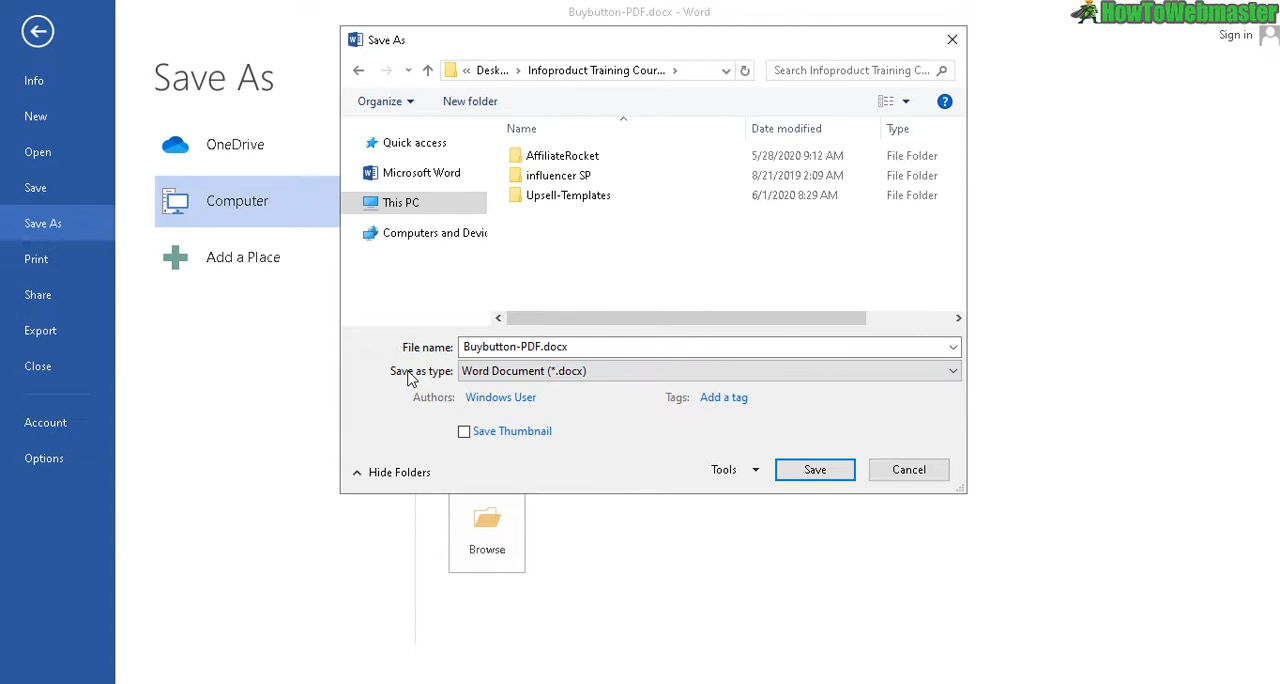 Buybutton-PDF.docx - Word
HowToWebmaster
Sign in
Info
New
Open
Save
Save As
Print
Share
Export
Close
Account
Options
Save As
OneDrive
Computer
Add a Place
Browse
Save As
« Desk... › Infoproduct Training Cour... ›
Search Infoproduct Training C...
Organize
New folder
?
Quick access
Microsoft Word
This PC
Computers and Devic
Name Date modified Type
AffiliateRocket 5/28/2020 9:12 AM File Folder
influencer SP 8/21/2019 2:09 AM File Folder
Upsell-Templates 6/1/2020 8:29 AM File Folder
File name: Buybutton-PDF.docx
Save as type: Word Document (*.docx)
Authors: Windows User Tags: Add a tag
Save Thumbnail
Hide Folders
Tools
Save
Cancel